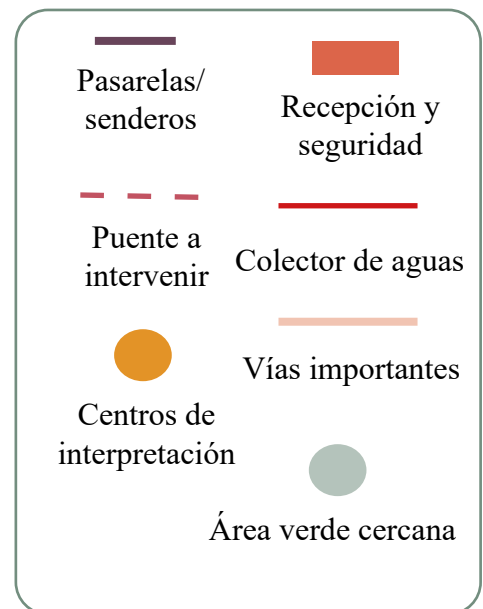 Pasarelas/
senderos
Recepción y
seguridad
Puente a
intervenir
Colector de aguas
Vías importantes
Centros de
interpretación
Área verde cercana